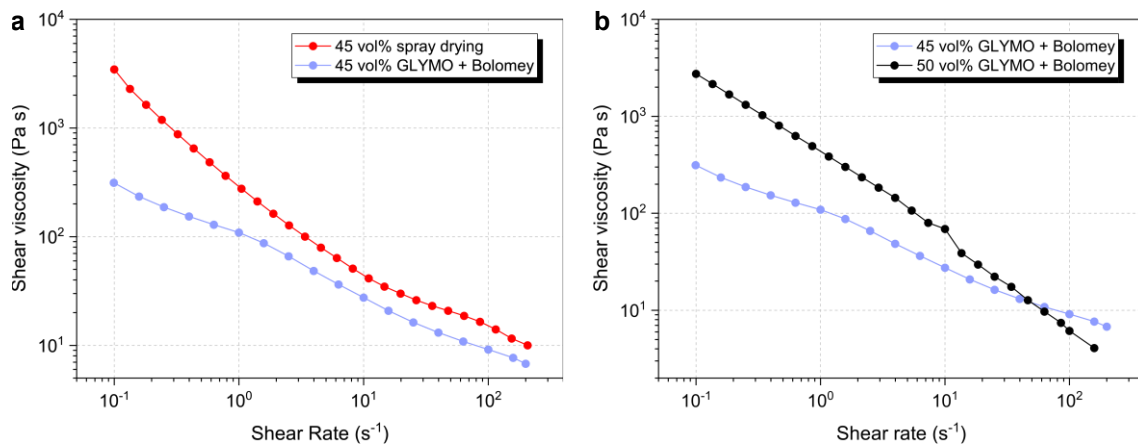 a
45 vol% spray drying
45 vol% GLYMO + Bolomey
Shear viscosity (Pa s)
10⁴
10³
10²
10¹
10⁻¹ 10⁰ 10¹ 10²
Shear Rate (s⁻¹)
b
45 vol% GLYMO + Bolomey
50 vol% GLYMO + Bolomey
Shear viscosity (Pa s)
10⁴
10³
10²
10¹
10⁻¹ 10⁰ 10¹ 10²
Shear rate (s⁻¹)